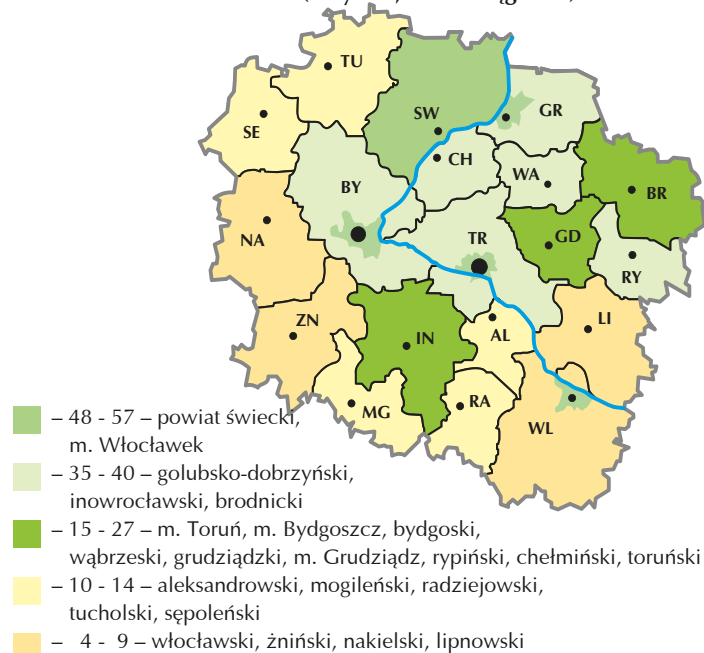 TU
SE
SW
GR
CH
WA
BY
BR
NA
TR
GD
RY
ZN
LI
IN
AL
MG
RA
WL
– 48 - 57 – powiat świecki,
m. Włocławek
– 35 - 40 – golubsko-dobrzyński,
inowrocławski, brodnicki
– 15 - 27 – m. Toruń, m. Bydgoszcz, bydgoski,
wąbrzeski, grudziądzki, m. Grudziądz, rypiński, chełmiński, toruński
– 10 - 14 – aleksandrowski, mogileński, radziejowski,
tucholski, sępoleński
– 4 - 9 – włocławski, żniński, nakielski, lipnowski